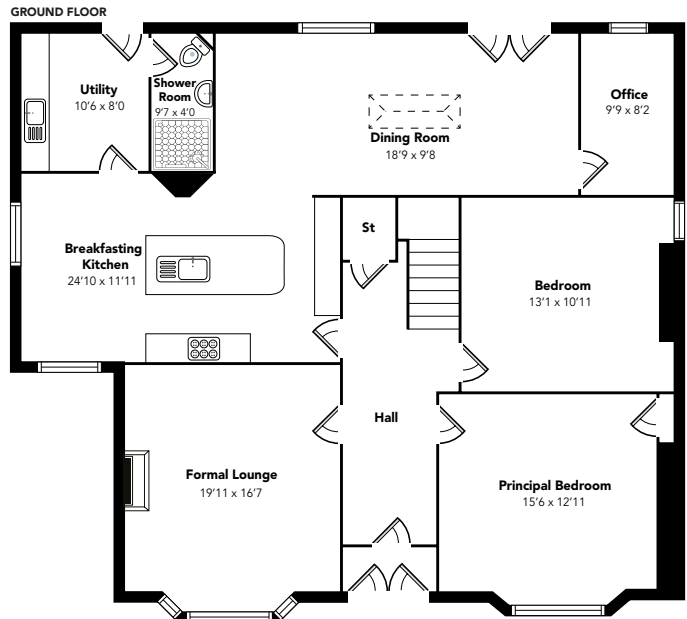 GROUND FLOOR
Utility
10'6 x 8'0
Shower
Room
9'7 x 4'0
Dining Room
18'9 x 9'8
Office
9'9 x 8'2
Breakfasting
Kitchen
24'10 x 11'11
St
Bedroom
13'1 x 10'11
Hall
Formal Lounge
19'11 x 16'7
Principal Bedroom
15'6 x 12'11